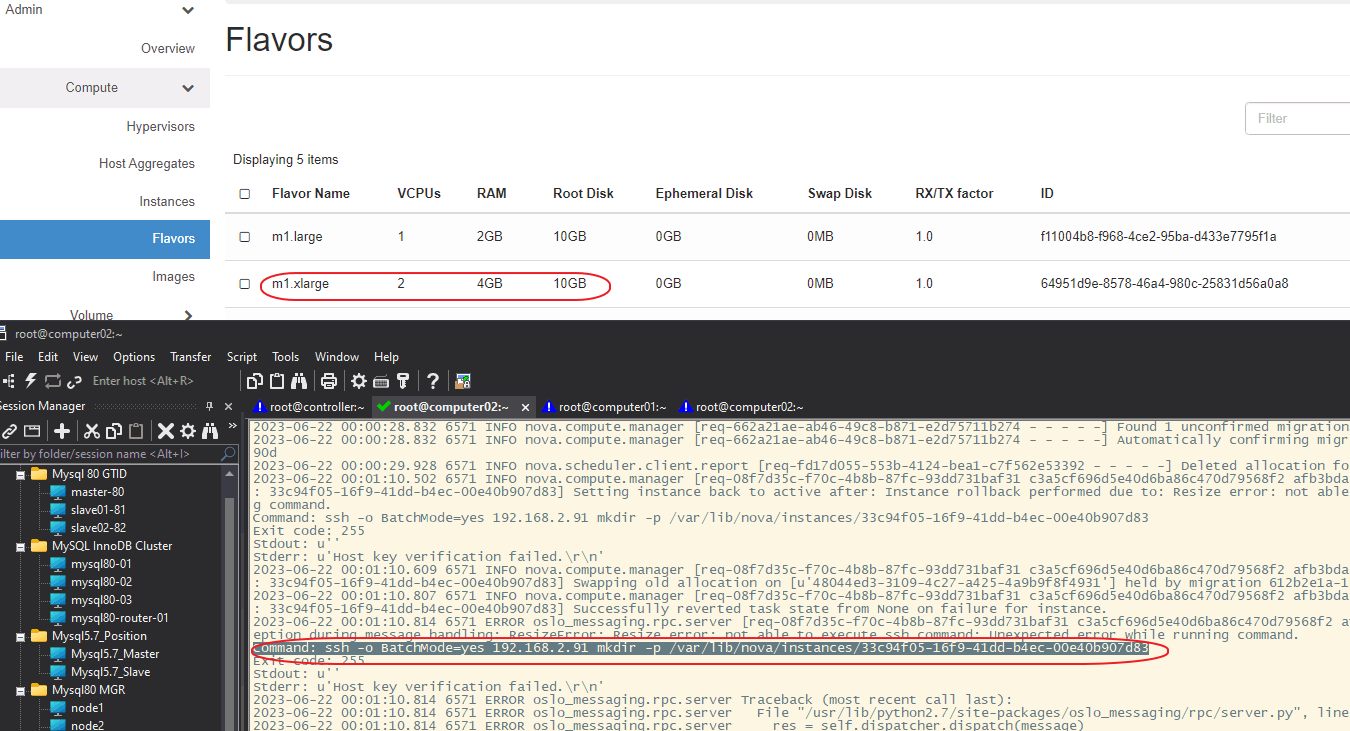 Admin
Overview
Compute
Hypervisors
Host Aggregates
Instances
Flavors
Images
Volume
Flavors
Filter
Displaying 5 items
Flavor Name VCPUs RAM Root Disk Ephemeral Disk Swap Disk RX/TX factor ID
m1.large 1 2GB 10GB 0GB 0MB 1.0 f11004b8-f968-4ce2-95ba-d433e7795f1a
m1.xlarge 2 4GB 10GB 0GB 0MB 1.0 64951d9e-8578-46a4-980c-25831d56a0a8
root@computer02:~
File Edit View Options Transfer Script Tools Window Help
Enter host <Alt+R>
Session Manager
ilter by folder/session name <Alt+I>
Mysql 80 GTID
master-80
slave01-81
slave02-82
MySQL InnoDB Cluster
mysql80-01
mysql80-02
mysql80-03
mysql80-router-01
Mysql5.7_Position
Mysql5.7_Master
Mysql5.7_Slave
Mysql80 MGR
node1
node2
root@controller:~ root@computer02:~ root@computer01:~ root@computer02:~
2023-06-22 00:00:28.832 6571 INFO nova.compute.manager [req-662a21ae-ab46-49c8-b871-e2d75711b274 - - - - -] Found 1 unconfirmed migration
2023-06-22 00:00:28.832 6571 INFO nova.compute.manager [req-662a21ae-ab46-49c8-b871-e2d75711b274 - - - - -] Automatically confirming migr
90d
2023-06-22 00:00:29.928 6571 INFO nova.scheduler.client.report [req-fd17d055-553b-4124-bea1-c7f562e53392 - - - - -] Deleted allocation fo
2023-06-22 00:01:10.502 6571 INFO nova.compute.manager [req-08f7d35c-f70c-4b8b-87fc-93dd731baf31 c3a5cf696d5e40d6ba86c470d79568f2 afb3bda
: 33c94f05-16f9-41dd-b4ec-00e40b907d83] Setting instance back to active after: Instance rollback performed due to: Resize error: not able
g command.
Command: ssh -o BatchMode=yes 192.168.2.91 mkdir -p /var/lib/nova/instances/33c94f05-16f9-41dd-b4ec-00e40b907d83
Exit code: 255
Stdout: u''
Stderr: u'Host key verification failed.\r\n'
2023-06-22 00:01:10.609 6571 INFO nova.compute.manager [req-08f7d35c-f70c-4b8b-87fc-93dd731baf31 c3a5cf696d5e40d6ba86c470d79568f2 afb3bda
: 33c94f05-16f9-41dd-b4ec-00e40b907d83] Swapping old allocation on [u'48044ed3-3109-4c27-a425-4a9b9f8f4931'] held by migration 612b2e1a-1
2023-06-22 00:01:10.807 6571 INFO nova.compute.manager [req-08f7d35c-f70c-4b8b-87fc-93dd731baf31 c3a5cf696d5e40d6ba86c470d79568f2 afb3bda
: 33c94f05-16f9-41dd-b4ec-00e40b907d83] Successfully reverted task state from None on failure for instance.
2023-06-22 00:01:10.814 6571 ERROR oslo_messaging.rpc.server [req-08f7d35c-f70c-4b8b-87fc-93dd731baf31 c3a5cf696d5e40d6ba86c470d79568f2 a
eption during message handling: ResizeError: Resize error: not able to execute ssh command: Unexpected error while running command.
Command: ssh -o BatchMode=yes 192.168.2.91 mkdir -p /var/lib/nova/instances/33c94f05-16f9-41dd-b4ec-00e40b907d83
Exit code: 255
Stdout: u''
Stderr: u'Host key verification failed.\r\n'
2023-06-22 00:01:10.814 6571 ERROR oslo_messaging.rpc.server Traceback (most recent call last):
2023-06-22 00:01:10.814 6571 ERROR oslo_messaging.rpc.server File "/usr/lib/python2.7/site-packages/oslo_messaging/rpc/server.py", line
2023-06-22 00:01:10.814 6571 ERROR oslo_messaging.rpc.server res = self.dispatcher.dispatch(message)